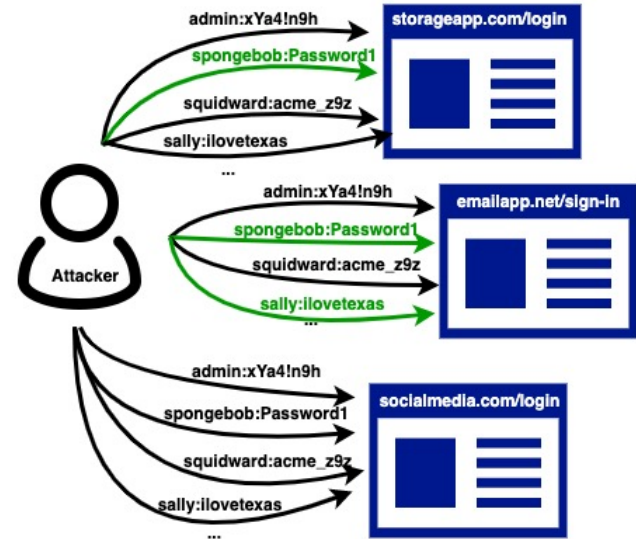 admin:xYa4!n9h
storageapp.com/login
spongebob:Password1
squidward:acme_z9z
sally:ilovetexas
...
admin:xYa4!n9h
emailapp.net/sign-in
spongebob:Password1
squidward:acme_z9z
Attacker
sally:ilovetexas
...
admin:xYa4!n9h
socialmedia.com/login
spongebob:Password1
squidward:acme_z9z
sally:ilovetexas
...